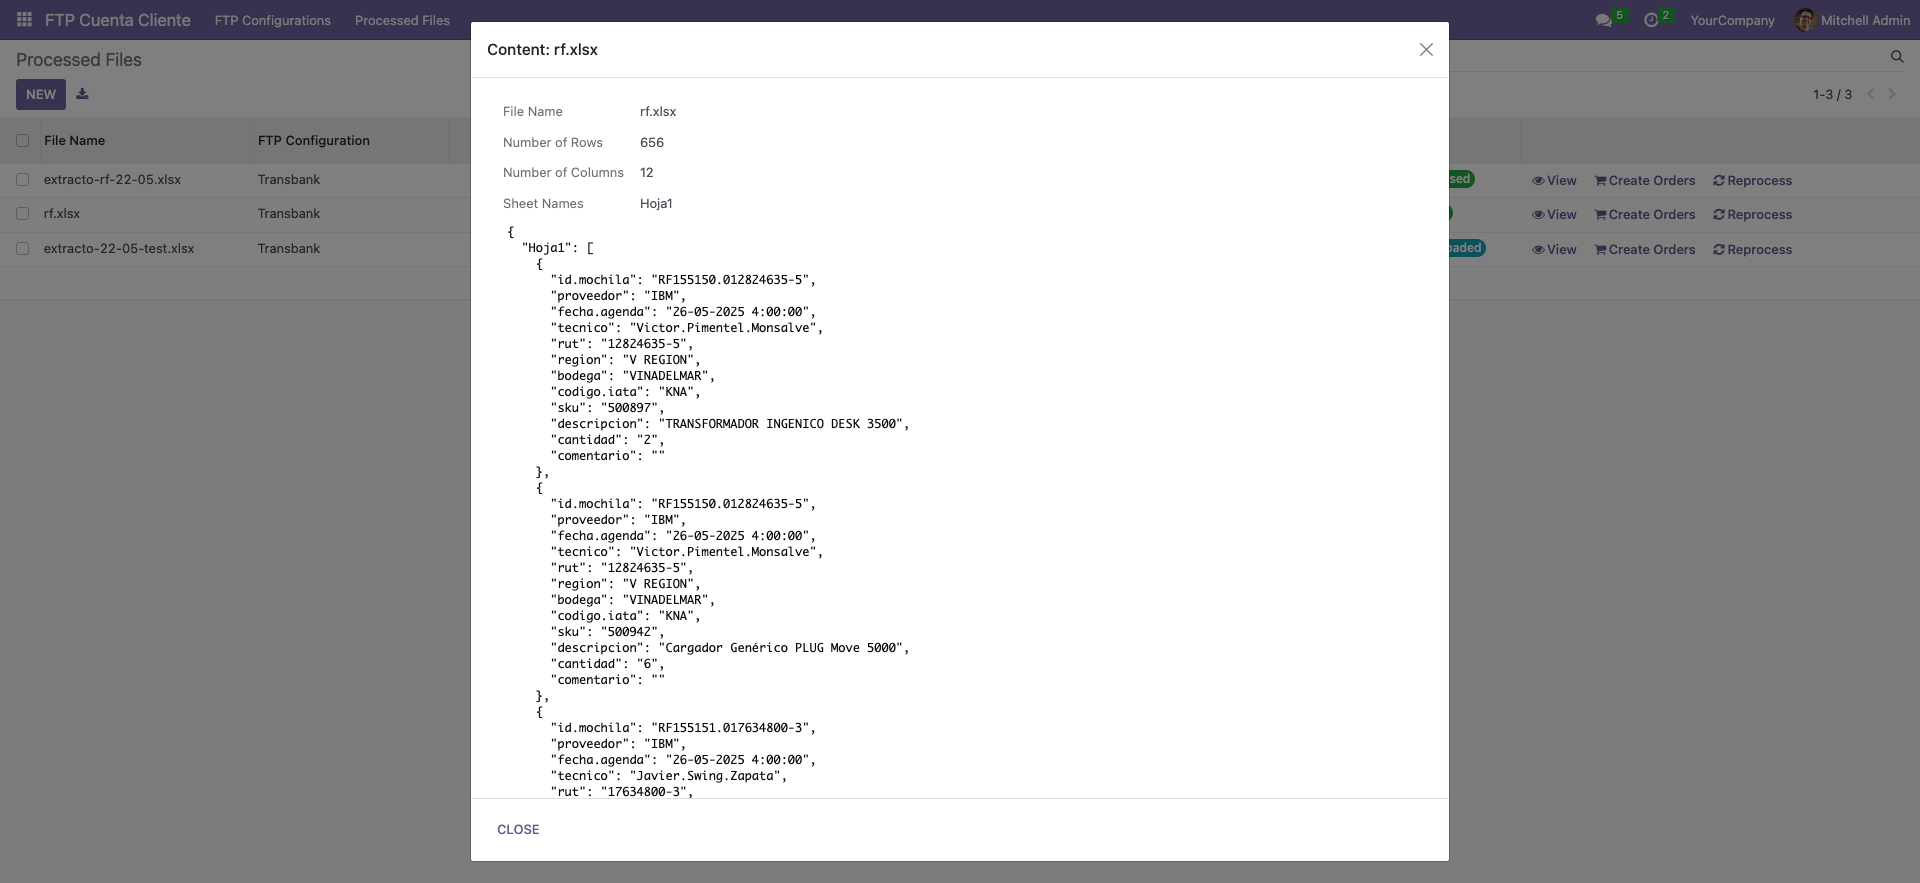 FTP Cuenta Cliente
FTP Configurations
Processed Files
5
2
YourCompany
Mitchell Admin
Processed Files
NEW
1-3 / 3
File Name
FTP Configuration
extracto-rf-22-05.xlsx
Transbank
sed
View
Create Orders
Reprocess
rf.xlsx
Transbank
View
Create Orders
Reprocess
extracto-22-05-test.xlsx
Transbank
oaded
View
Create Orders
Reprocess
Content: rf.xlsx
File Name rf.xlsx
Number of Rows 656
Number of Columns 12
Sheet Names Hoja1
{
"Hoja1": [
{
"id.mochila": "RF155150.012824635-5",
"proveedor": "IBM",
"fecha.agenda": "26-05-2025 4:00:00",
"tecnico": "Victor.Pimentel.Monsalve",
"rut": "12824635-5",
"region": "V REGION",
"bodega": "VINADELMAR",
"codigo.iata": "KNA",
"sku": "500897",
"descripcion": "TRANSFORMADOR INGENICO DESK 3500",
"cantidad": "2",
"comentario": ""
},
{
"id.mochila": "RF155150.012824635-5",
"proveedor": "IBM",
"fecha.agenda": "26-05-2025 4:00:00",
"tecnico": "Victor.Pimentel.Monsalve",
"rut": "12824635-5",
"region": "V REGION",
"bodega": "VINADELMAR",
"codigo.iata": "KNA",
"sku": "500942",
"descripcion": "Cargador Genérico PLUG Move 5000",
"cantidad": "6",
"comentario": ""
},
{
"id.mochila": "RF155151.017634800-3",
"proveedor": "IBM",
"fecha.agenda": "26-05-2025 4:00:00",
"tecnico": "Javier.Swing.Zapata",
"rut": "17634800-3",
CLOSE